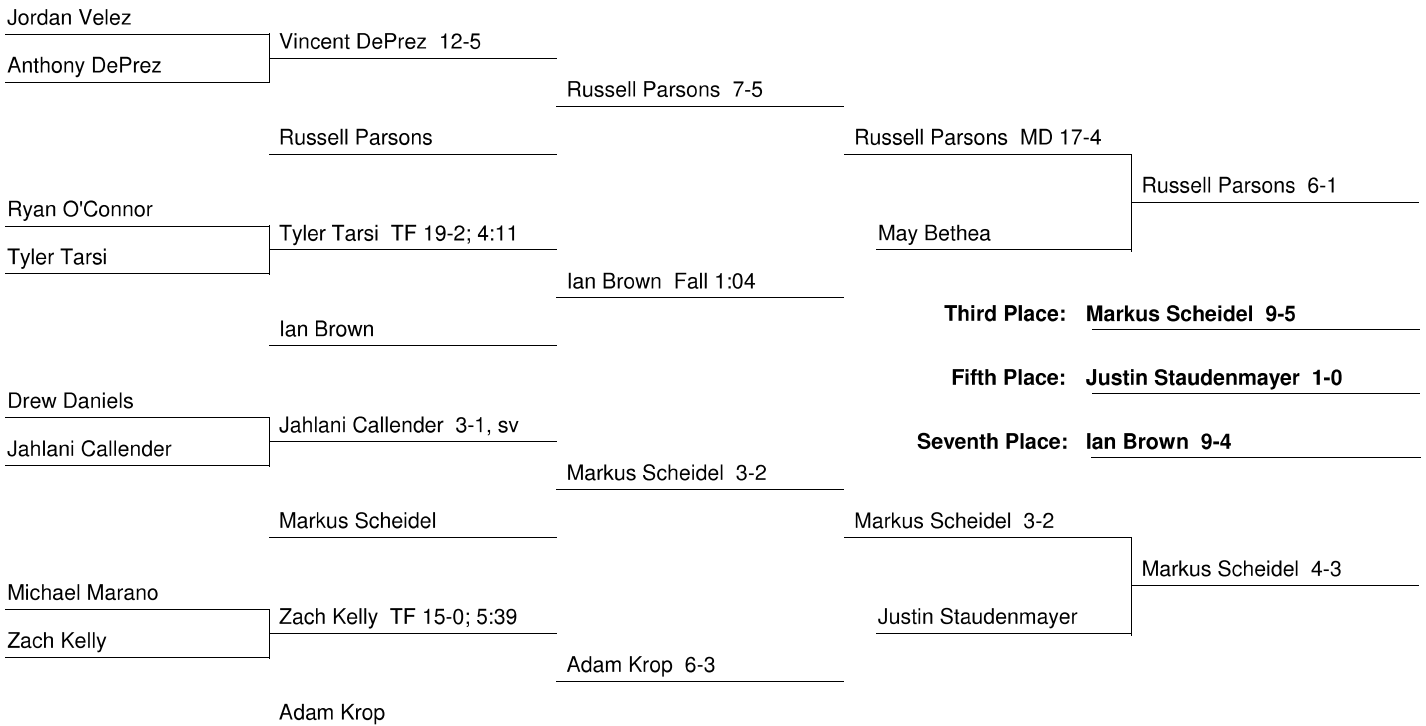 Jordan Velez
Vincent DePrez  12-5
Anthony DePrez
Russell Parsons  7-5
Russell Parsons
Russell Parsons  MD 17-4
Russell Parsons  6-1
Ryan O'Connor
Tyler Tarsi  TF 19-2; 4:11
May Bethea
Tyler Tarsi
Ian Brown  Fall 1:04
Third Place:  Markus Scheidel  9-5
Ian Brown
Fifth Place:  Justin Staudenmayer  1-0
Drew Daniels
Jahlani Callender  3-1, sv
Seventh Place:  Ian Brown  9-4
Jahlani Callender
Markus Scheidel  3-2
Markus Scheidel
Markus Scheidel  3-2
Markus Scheidel  4-3
Michael Marano
Zach Kelly  TF 15-0; 5:39
Justin Staudenmayer
Zach Kelly
Adam Krop  6-3
Adam Krop